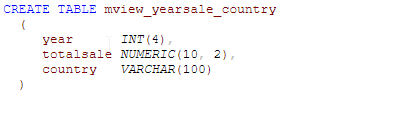 CREATE TABLE mview_yearsale_country
(
year INT(4),
totalsale NUMERIC(10, 2),
country VARCHAR(100)
)